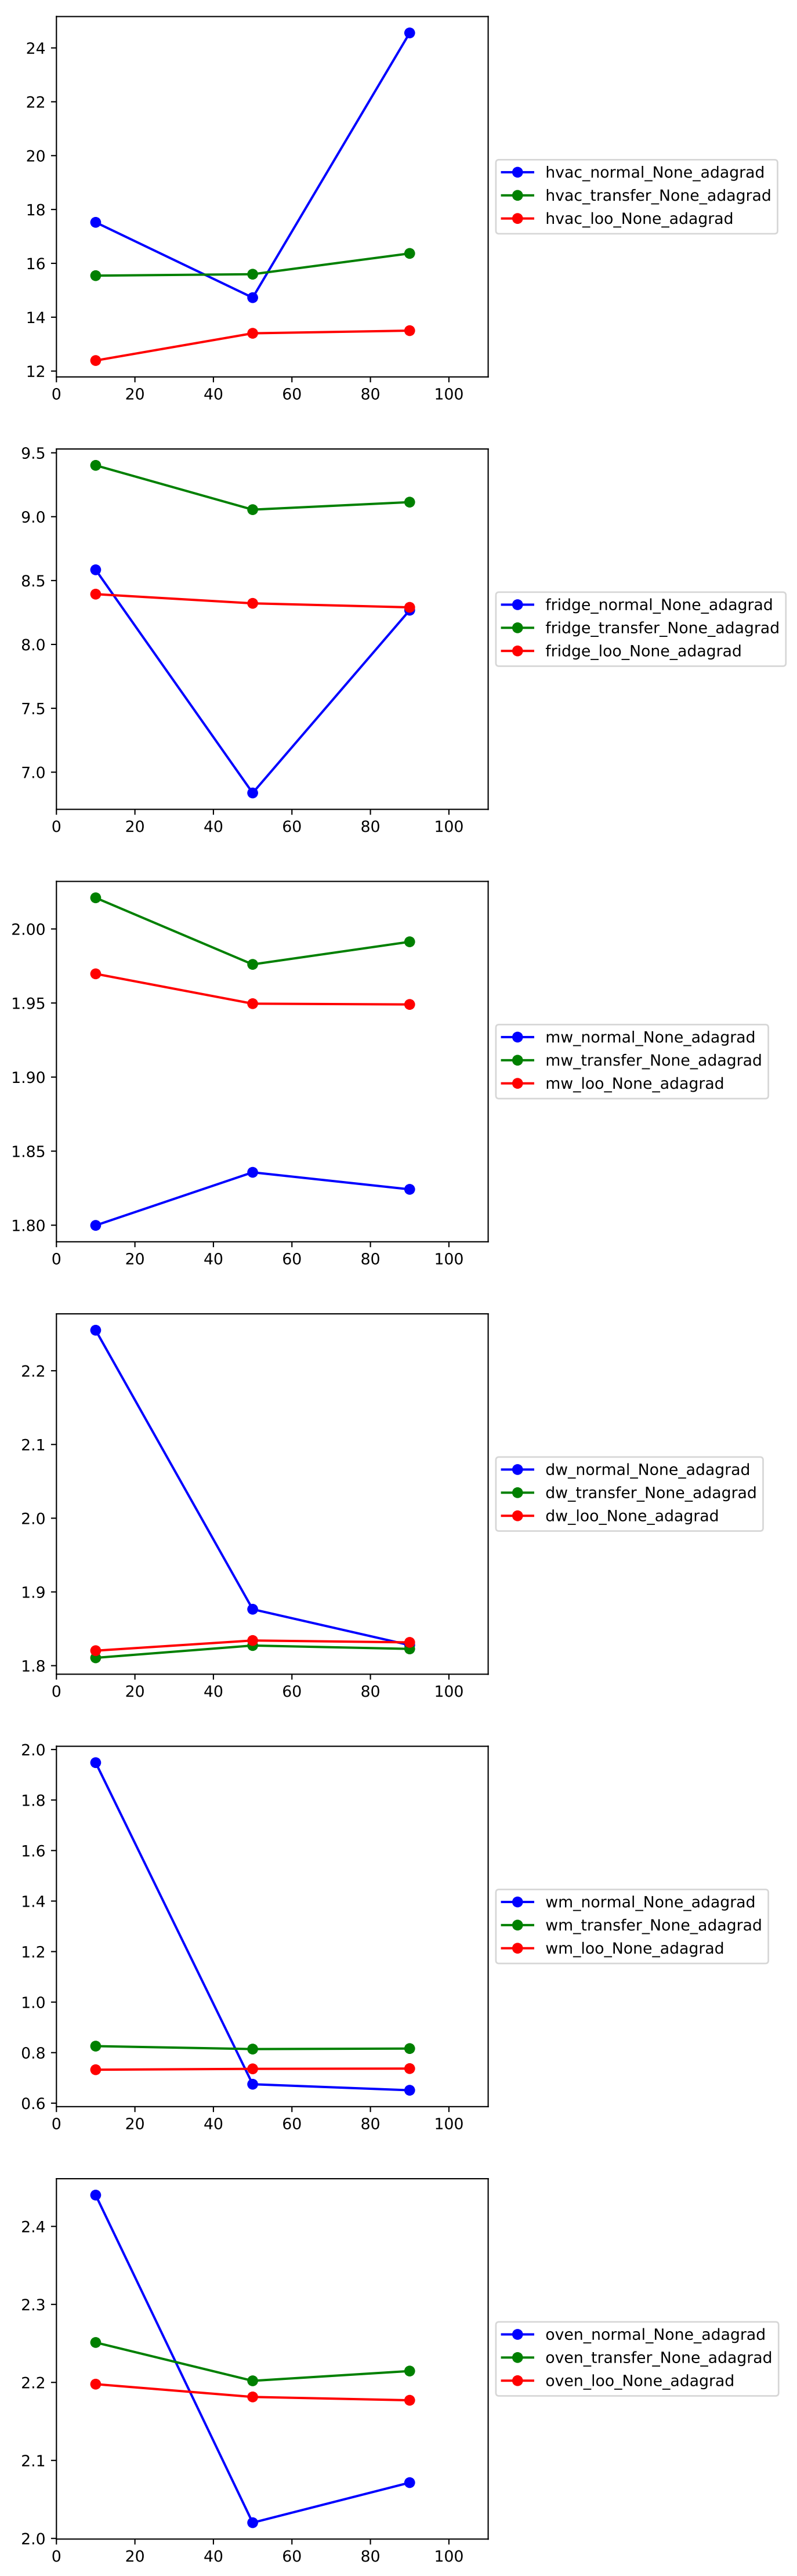 24
22
20
18
16
14
12
0 20 40 60 80 100
hvac_normal_None_adagrad
hvac_transfer_None_adagrad
hvac_loo_None_adagrad
9.5
9.0
8.5
8.0
7.5
7.0
0 20 40 60 80 100
fridge_normal_None_adagrad
fridge_transfer_None_adagrad
fridge_loo_None_adagrad
2.00
1.95
1.90
1.85
1.80
0 20 40 60 80 100
mw_normal_None_adagrad
mw_transfer_None_adagrad
mw_loo_None_adagrad
2.2
2.1
2.0
1.9
1.8
0 20 40 60 80 100
dw_normal_None_adagrad
dw_transfer_None_adagrad
dw_loo_None_adagrad
2.0
1.8
1.6
1.4
1.2
1.0
0.8
0.6
0 20 40 60 80 100
wm_normal_None_adagrad
wm_transfer_None_adagrad
wm_loo_None_adagrad
2.4
2.3
2.2
2.1
2.0
0 20 40 60 80 100
oven_normal_None_adagrad
oven_transfer_None_adagrad
oven_loo_None_adagrad